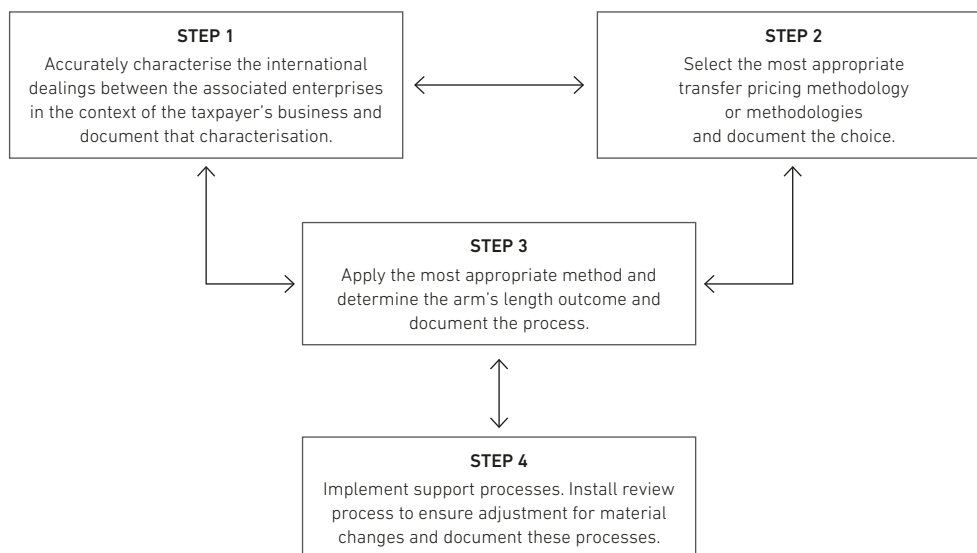 STEP 1
Accurately characterise the international
dealings between the associated enterprises
in the context of the taxpayer's business and
document that characterisation.
STEP 2
Select the most appropriate
transfer pricing methodology
or methodologies
and document the choice.
STEP 3
Apply the most appropriate method and
determine the arm's length outcome and
document the process.
STEP 4
Implement support processes. Install review
process to ensure adjustment for material
changes and document these processes.